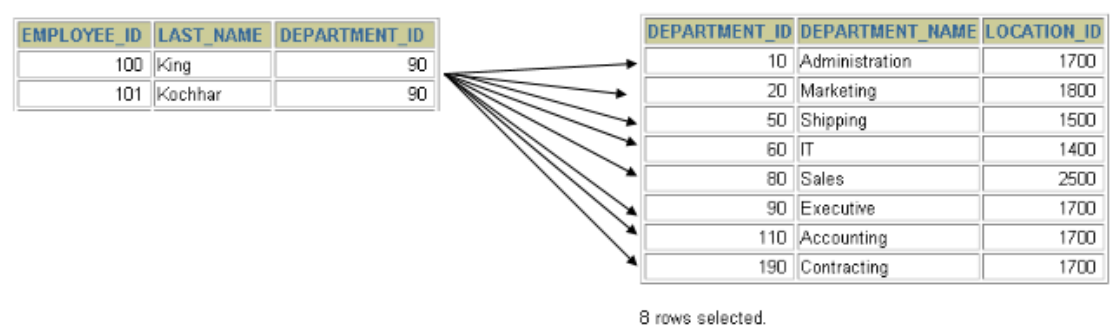 EMPLOYEE_ID LAST_NAME DEPARTMENT_ID
100 King 90
101 Kochhar 90
DEPARTMENT_ID DEPARTMENT_NAME LOCATION_ID
10 Administration 1700
20 Marketing 1800
50 Shipping 1500
60 IT 1400
80 Sales 2500
90 Executive 1700
110 Accounting 1700
190 Contracting 1700
8 rows selected.